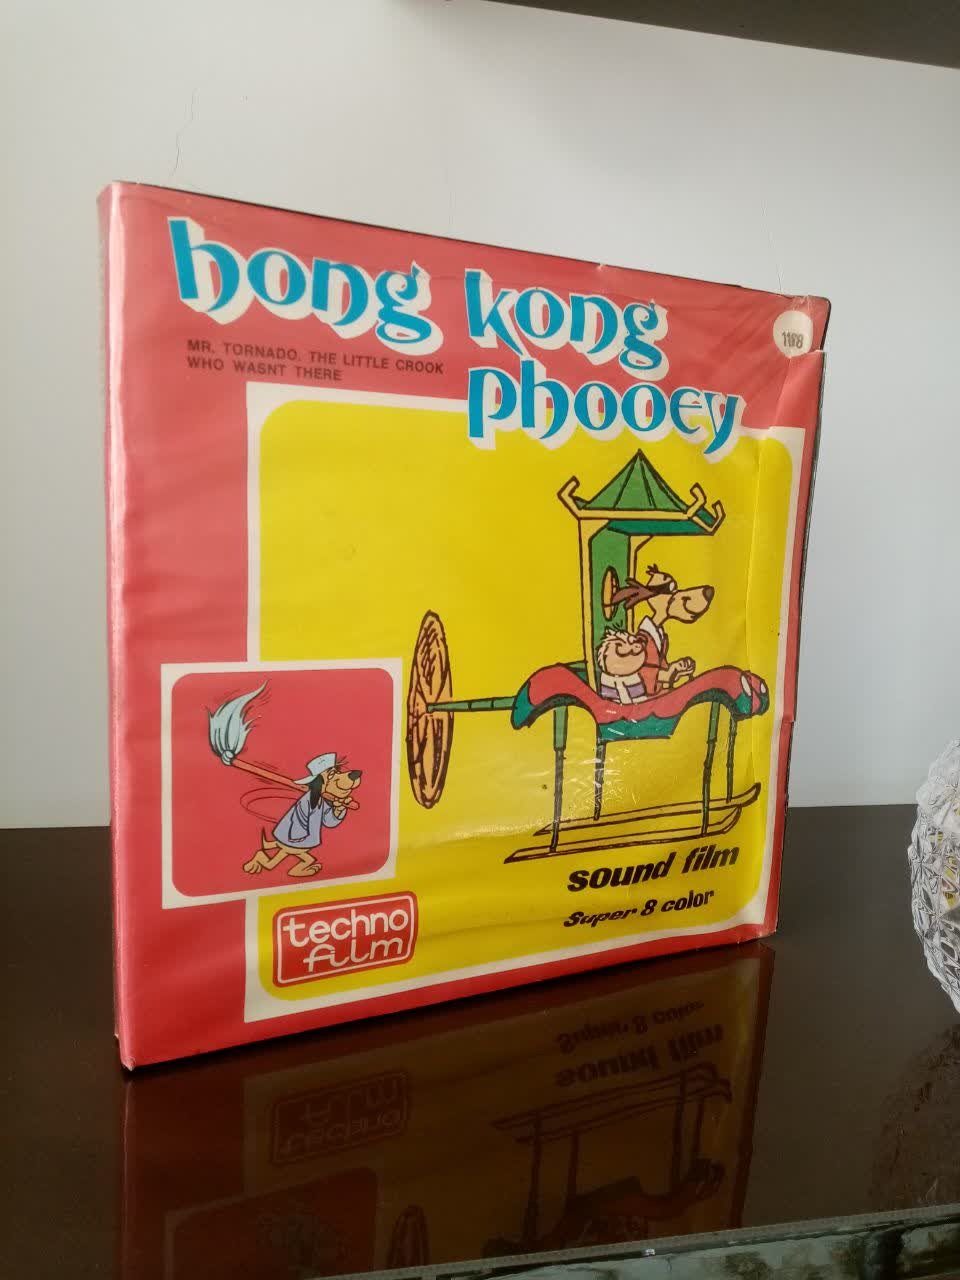 hong kong
phooey
MR. TORNADO. THE LITTLE CROOK
WHO WASNT THERE
sound film
Super 8 color
techno
film